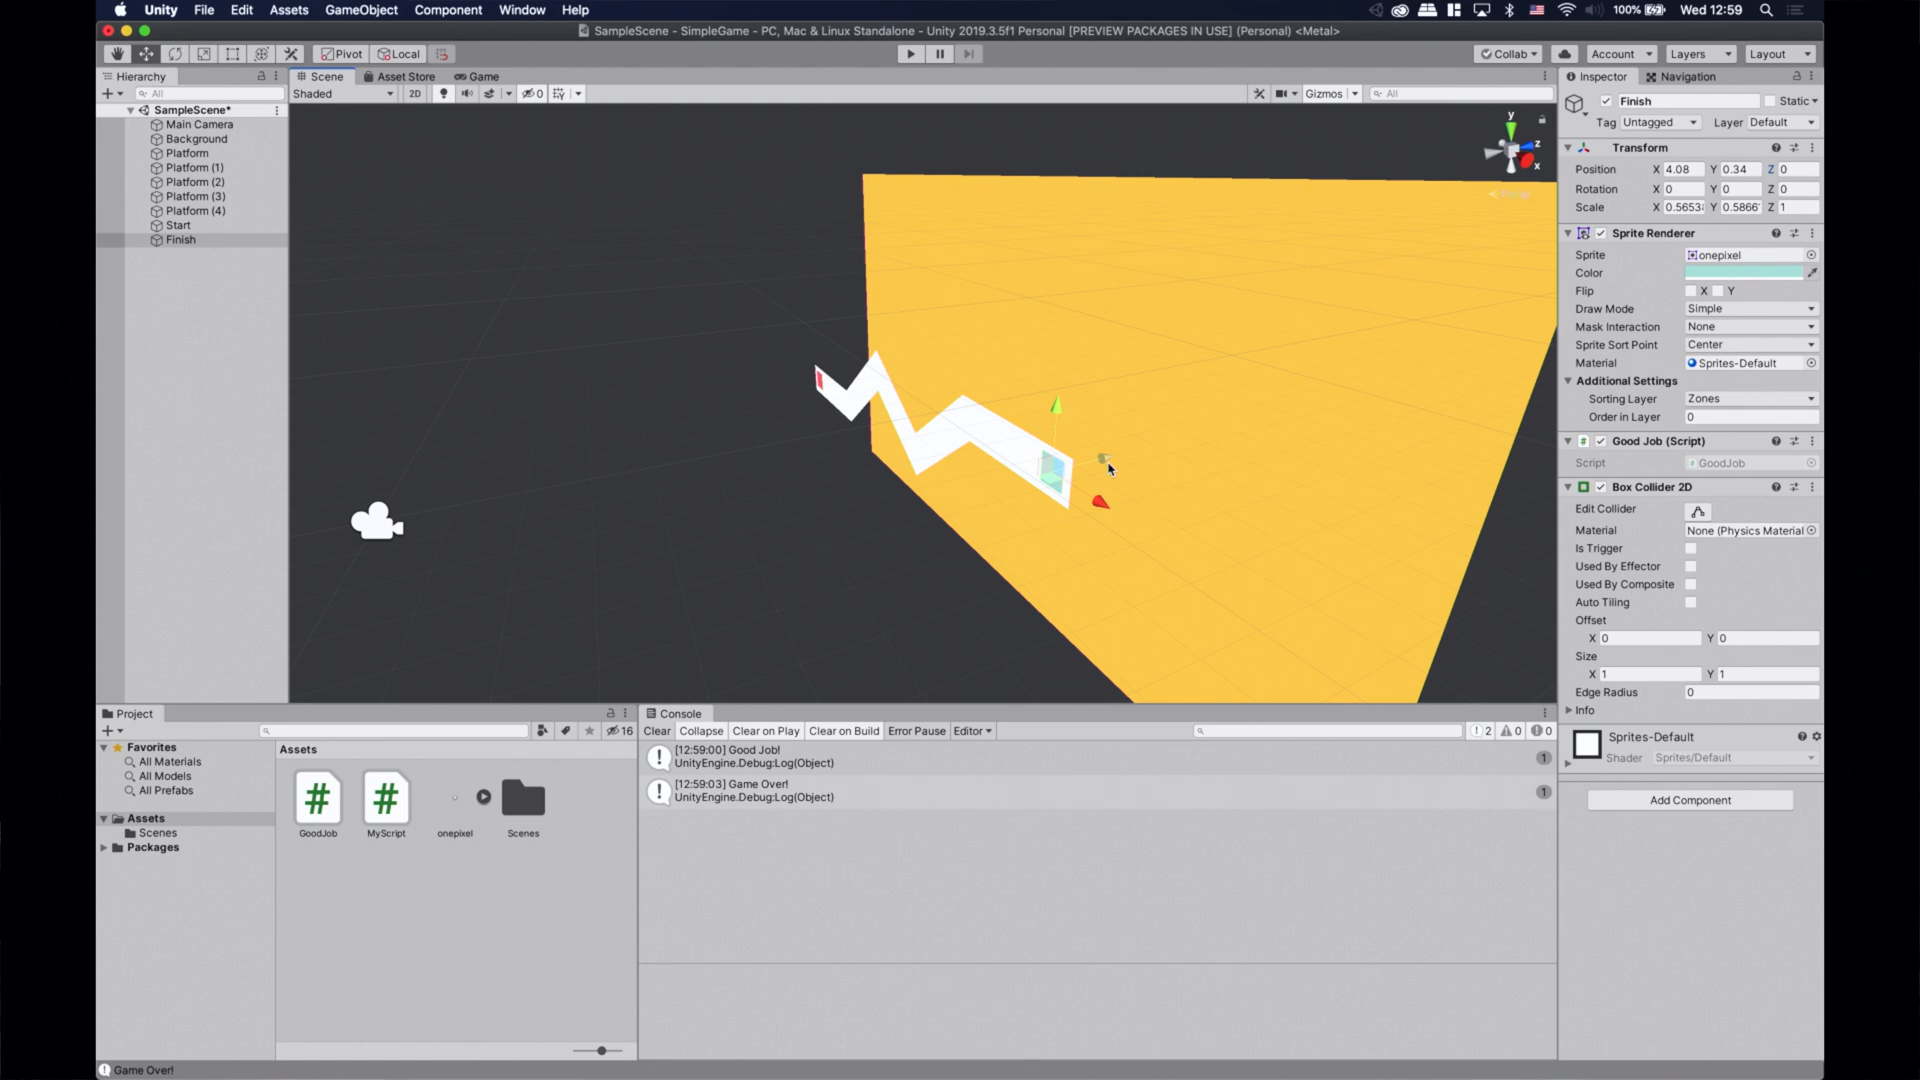 Unity File Edit Assets GameObject Component Window Help 100% Wed 12:59
SampleScene - SimpleGame - PC, Mac & Linux Standalone - Unity 2019.3.5f1 Personal [PREVIEW PACKAGES IN USE] (Personal) <Metal>
Pivot Local Collab Account Layers Layout
Hierarchy
All
SampleScene*
Main Camera
Background
Platform
Platform (1)
Platform (2)
Platform (3)
Platform (4)
Start
Finish
Scene Asset Store Game
Shaded 2D 0 Gizmos All
y
z
x
Persp
Inspector Navigation
Finish Static
Tag Untagged Layer Default
Transform
Position X 4.08 Y 0.34 Z 0
Rotation X 0 Y 0 Z 0
Scale X 0.5653 Y 0.5866 Z 1
Sprite Renderer
Sprite onepixel
Color
Flip X Y
Draw Mode Simple
Mask Interaction None
Sprite Sort Point Center
Material Sprites-Default
Additional Settings
Sorting Layer Zones
Order in Layer 0
# Good Job (Script)
Script # GoodJob
Box Collider 2D
Edit Collider
Material None (Physics Material
Is Trigger
Used By Effector
Used By Composite
Auto Tiling
Offset
X 0 Y 0
Size
X 1 Y 1
Edge Radius 0
Info
Sprites-Default
Shader Sprites/Default
Add Component
Project
16
Favorites
All Materials
All Models
All Prefabs
Assets
Scenes
Packages
Assets
# #
GoodJob MyScript onepixel Scenes
Console
Clear Collapse Clear on Play Clear on Build Error Pause Editor 2 0 0
[12:59:00] Good Job!
UnityEngine.Debug:Log(Object) 1
[12:59:03] Game Over!
UnityEngine.Debug:Log(Object) 1
Game Over!